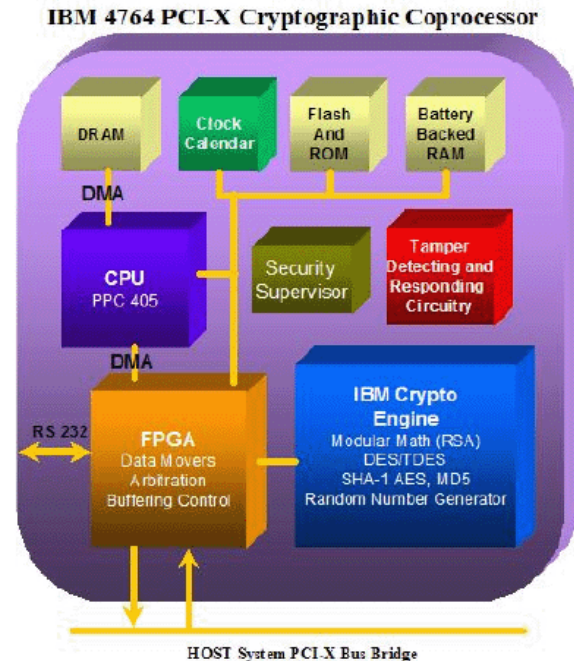 IBM 4764 PCI-X Cryptographic Coprocessor
DRAM
Clock
Calendar
Flash
And
ROM
Battery
Backed
RAM
DMA
CPU
PPC 405
Security
Supervisor
Tamper
Detecting and
Responding
Circuitry
DMA
RS 232
FPGA
Data Movers
Arbitration
Buffering Control
IBM Crypto
Engine
Modular Math (RSA)
DES/TDES
SHA-1 AES, MD5
Random Number Generator
HOST System PCI-X Bus Bridge